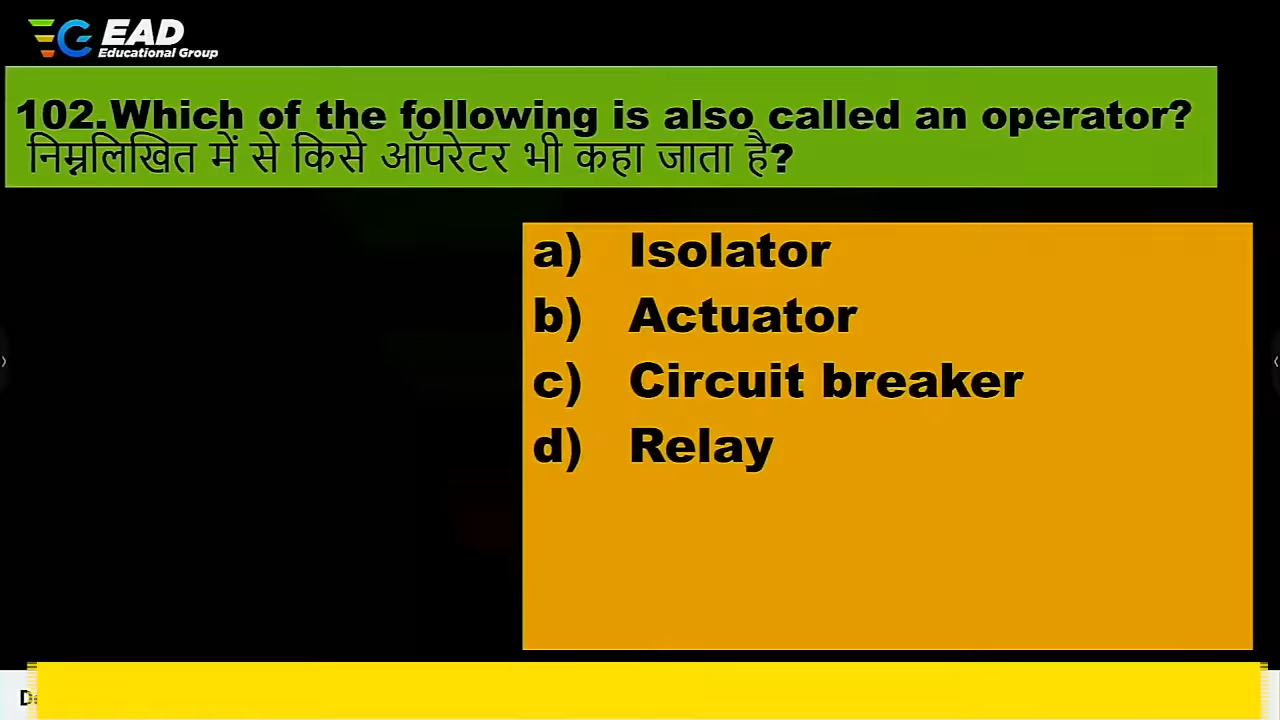 EAD
Educational Group
102.Which of the following is also called an operator?
निम्नलिखित में से किसे ऑपरेटर भी कहा जाता है?
a) Isolator
b) Actuator
c) Circuit breaker
d) Relay